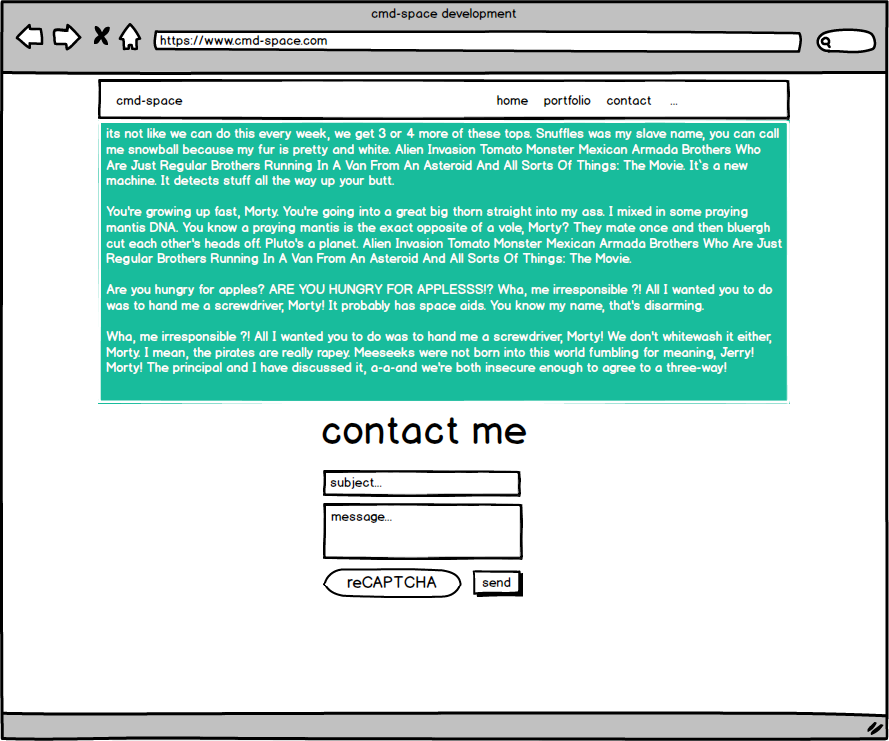 cmd-space development
https://www.cmd-space.com
cmd-space home portfolio contact ...
its not like we can do this every week, we get 3 or 4 more of these tops. Snuffles was my slave name, you can call
me snowball because my fur is pretty and white. Alien Invasion Tomato Monster Mexican Armada Brothers Who
Are Just Regular Brothers Running In A Van From An Asteroid And All Sorts Of Things: The Movie. It`s a new
machine. It detects stuff all the way up your butt.
You're growing up fast, Morty. You're going into a great big thorn straight into my ass. I mixed in some praying
mantis DNA. You know a praying mantis is the exact opposite of a vole, Morty? They mate once and then bluergh
cut each other's heads off. Pluto's a planet. Alien Invasion Tomato Monster Mexican Armada Brothers Who Are Just
Regular Brothers Running In A Van From An Asteroid And All Sorts Of Things: The Movie.
Are you hungry for apples? ARE YOU HUNGRY FOR APPLESSS!? Wha, me irresponsible ?! All I wanted you to do
was to hand me a screwdriver, Morty! It probably has space aids. You know my name, that's disarming.
Wha, me irresponsible ?! All I wanted you to do was to hand me a screwdriver, Morty! We don't whitewash it either,
Morty. I mean, the pirates are really rapey. Meeseeks were not born into this world fumbling for meaning, Jerry!
Morty! The principal and I have discussed it, a-a-and we're both insecure enough to agree to a three-way!
contact me
subject...
message...
reCAPTCHA send